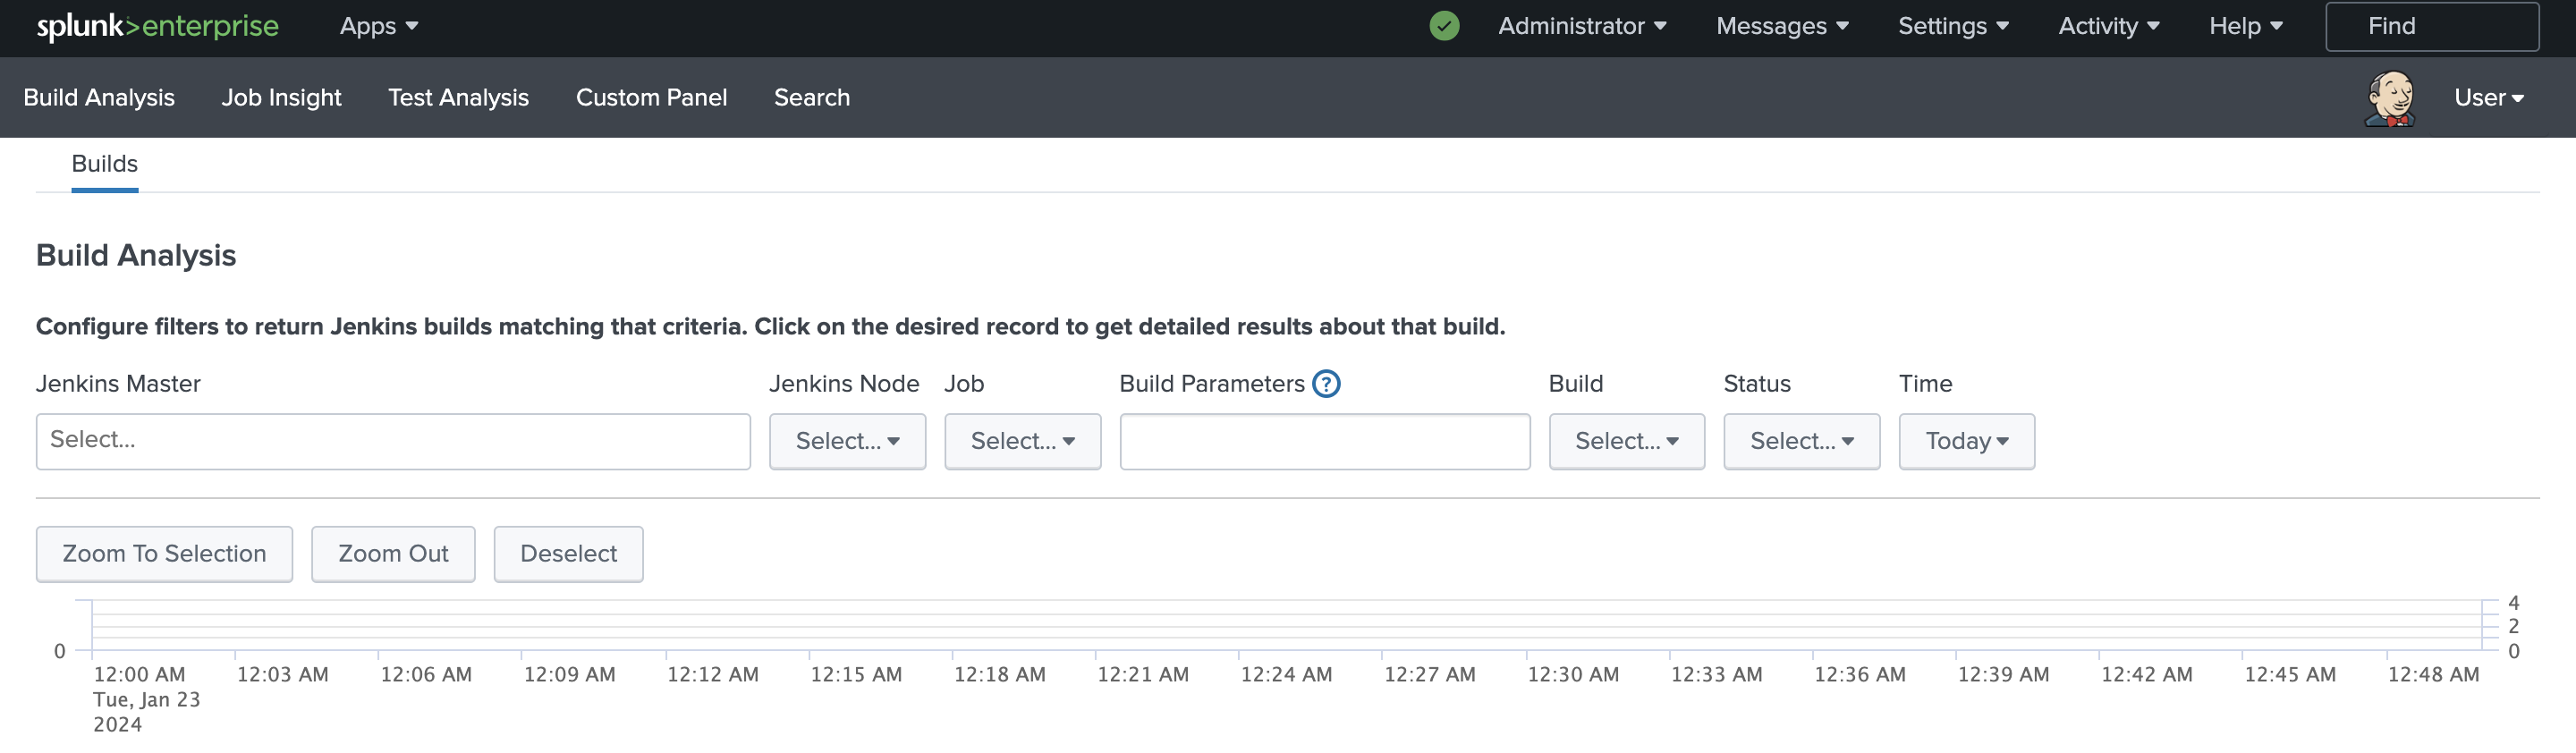 splunk>enterprise Apps Administrator Messages Settings Activity Help Find
Build Analysis Job Insight Test Analysis Custom Panel Search User
Builds
Build Analysis
Configure filters to return Jenkins builds matching that criteria. Click on the desired record to get detailed results about that build.
Jenkins Master Jenkins Node Job Build Parameters ? Build Status Time
Select... Select... Select... Select... Select... Today
Zoom To Selection Zoom Out Deselect
4
2
0 0
12:00 AM 12:03 AM 12:06 AM 12:09 AM 12:12 AM 12:15 AM 12:18 AM 12:21 AM 12:24 AM 12:27 AM 12:30 AM 12:33 AM 12:36 AM 12:39 AM 12:42 AM 12:45 AM 12:48 AM
Tue, Jan 23
2024